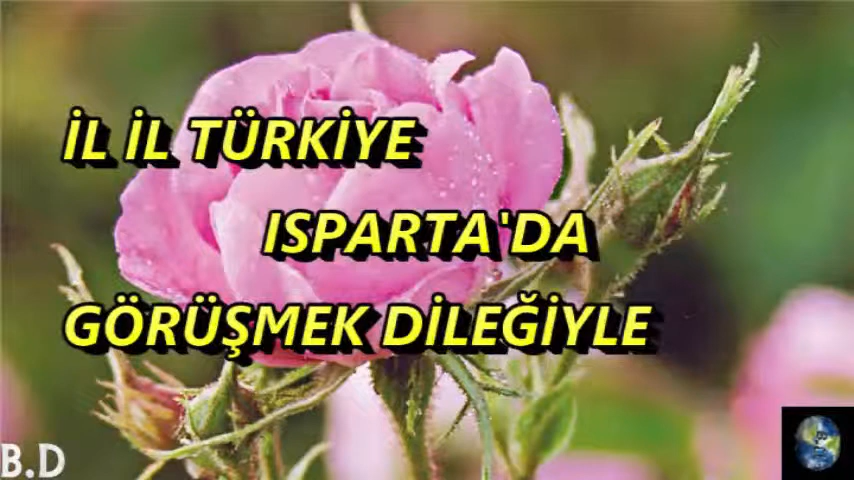 İL İL TÜRKİYE
ISPARTA'DA
GÖRÜŞMEK DİLEĞİYLE
B.D